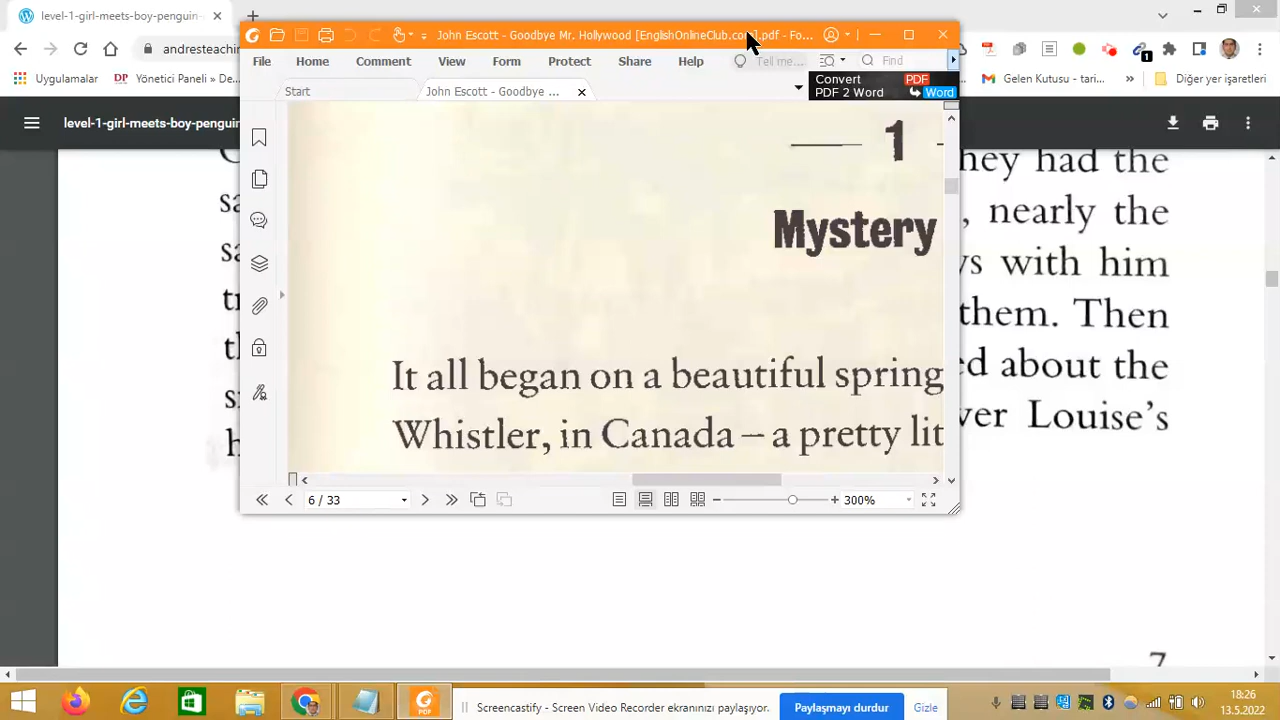 level-1-girl-meets-boy-penguin-
andresteachin
Uygulamalar
DP Yönetici Paneli
Gelen Kutusu - tari...
Diğer yer işaretleri
level-1-girl-meets-boy-penguin
John Escott - Goodbye Mr. Hollywood [EnglishOnlineClub.com].pdf - Fo...
File Home Comment View Form Protect Share Help Tell me... Find
Start
John Escott - Goodbye ...
Convert PDF
PDF 2 Word Word
1
Mystery
It all began on a beautiful spring
Whistler, in Canada – a pretty lit
6 / 33
300%
hey had the
, nearly the
ys with him
them. Then
ed about the
ver Louise's
7
Screencastify - Screen Video Recorder ekranınızı paylaşıyor.
Paylaşmayı durdur
Gizle
18:26
13.5.2022